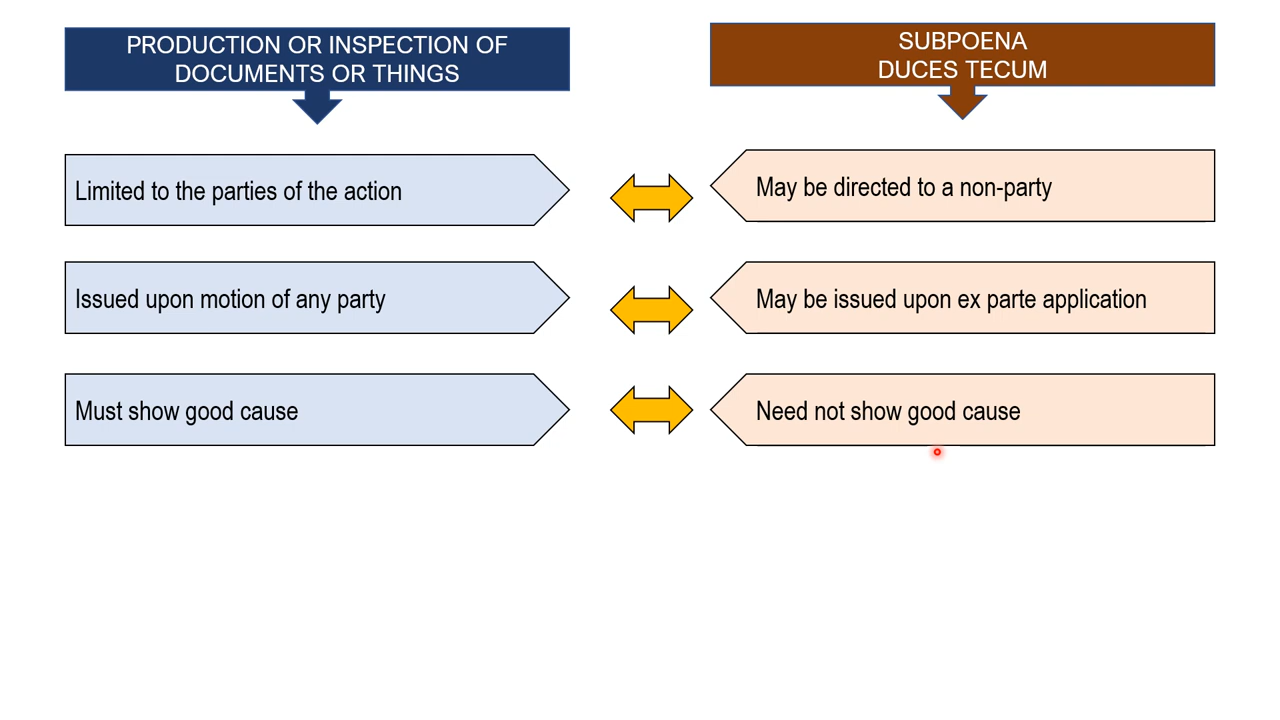 PRODUCTION OR INSPECTION OF
DOCUMENTS OR THINGS
SUBPOENA
DUCES TECUM
Limited to the parties of the action
May be directed to a non-party
Issued upon motion of any party
May be issued upon ex parte application
Must show good cause
Need not show good cause